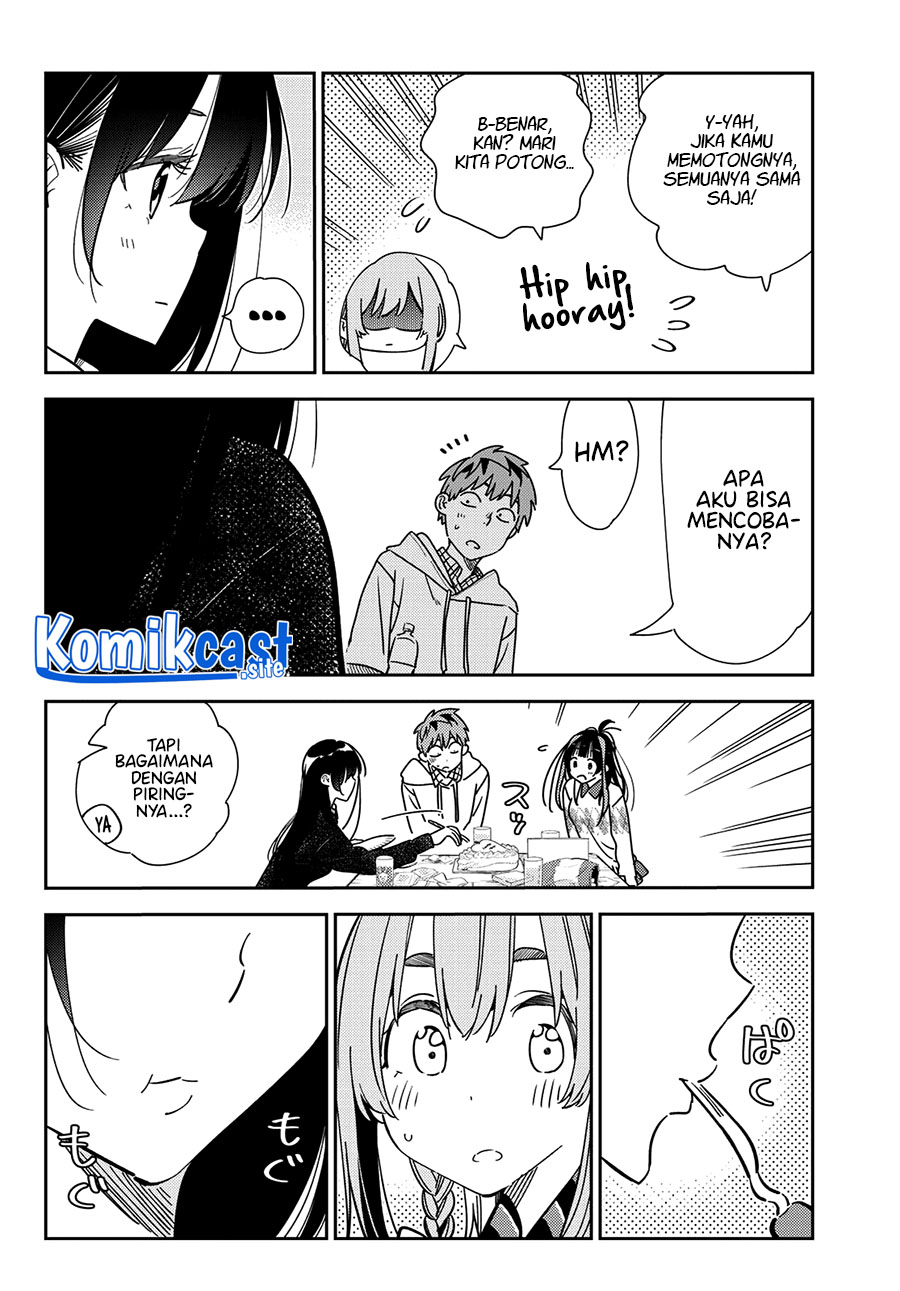 Y-YAH,
JIKA KAMU
MEMOTONGNYA,
SEMUANYA SAMA
SAJA!
B-BENAR,
KAN? MARI
KITA POTONG...
Hip hip
hooray!
...
APA
AKU BISA
MENCOBA-
NYA?
HM?
Komikcast
.site
スッ
TAPI
BAGAIMANA
DENGAN
PIRING-
NYA...?
YA
ぱく
もぐ
もぐ